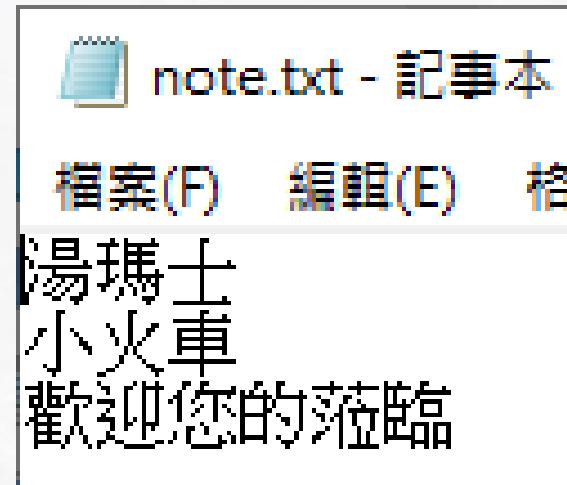 note.txt - 記事本
檔案(F) 編輯(E) 格
湯瑪士
小火車
歡迎您的蒞臨